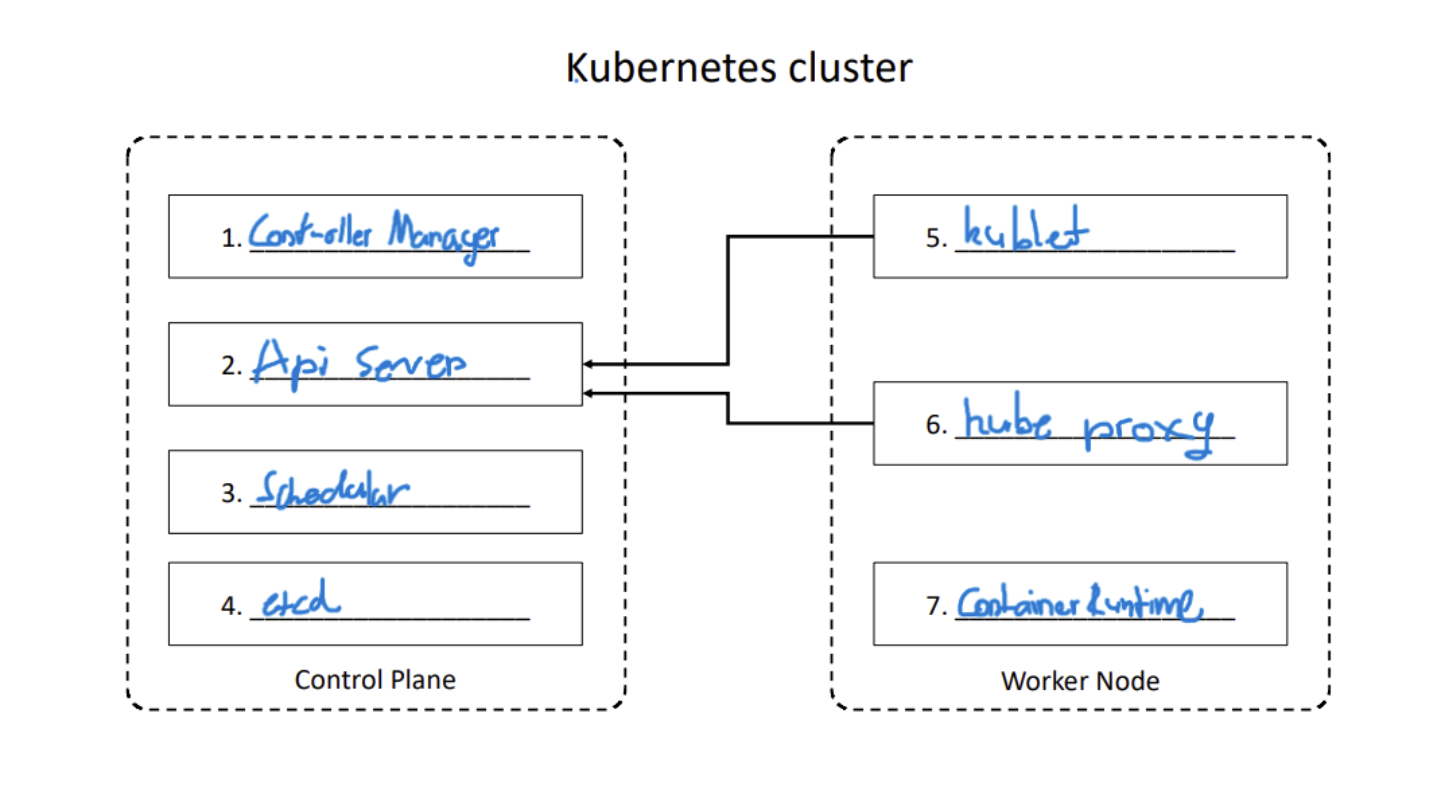 Kubernetes cluster
1. Controller Manager
2. Api Server
3. Schedular
4. etcd
Control Plane
5. kublet
6. kube proxy
7. Container Runtime
Worker Node